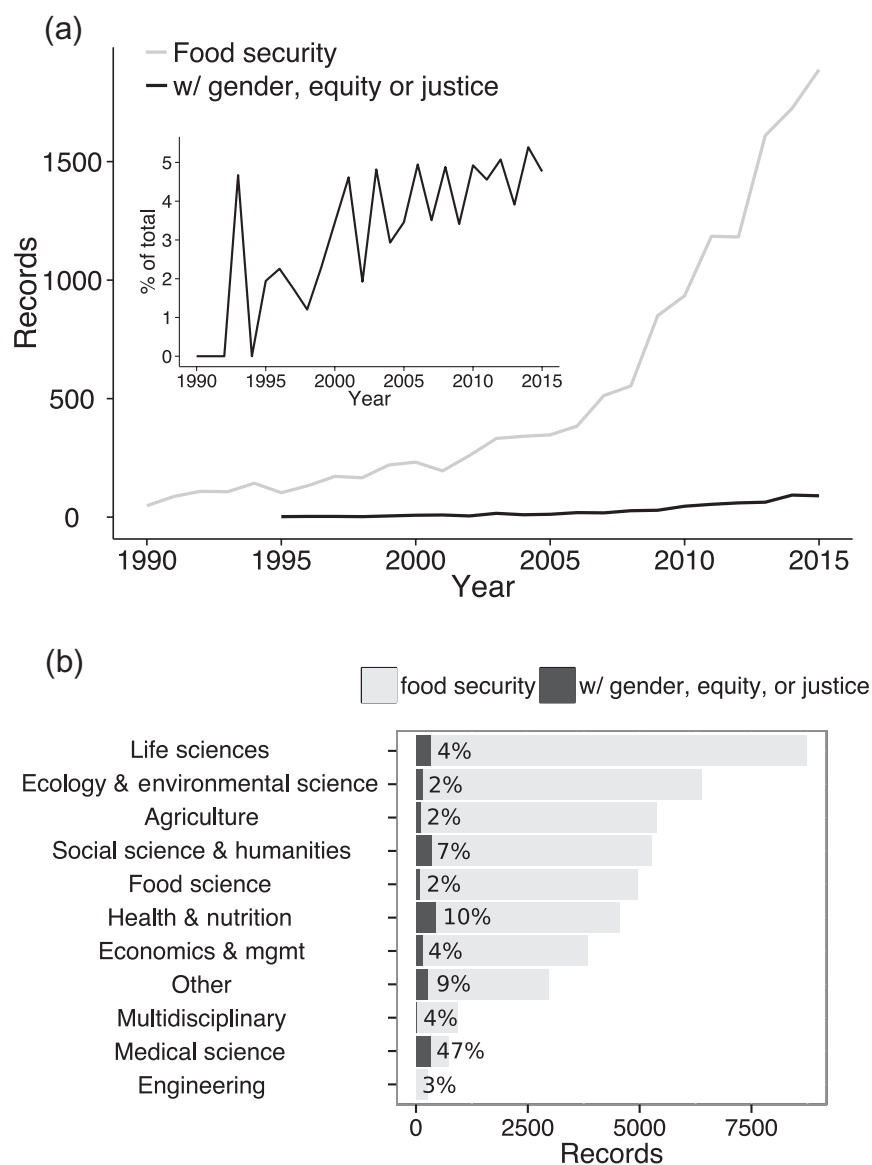 (a)
Food security
w/ gender, equity or justice
Records
1500
1000
500
0
% of total
5
4
3
2
1
0
1990 1995 2000 2005 2010 2015
Year
1990 1995 2000 2005 2010 2015
Year
(b)
food security w/ gender, equity, or justice
Life sciences 4%
Ecology & environmental science 2%
Agriculture 2%
Social science & humanities 7%
Food science 2%
Health & nutrition 10%
Economics & mgmt 4%
Other 9%
Multidisciplinary 4%
Medical science 47%
Engineering 3%
0 2500 5000 7500
Records